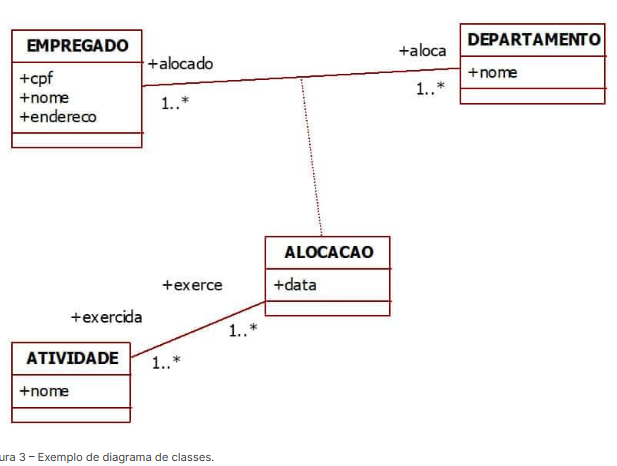 EMPREGADO
+cpf
+nome
+endereco
+alocado
1..*
+aloca
1..*
DEPARTAMENTO
+nome
ALOCACAO
+data
+exerce
1..*
+exercida
1..*
ATIVIDADE
+nome
ura 3 – Exemplo de diagrama de classes.